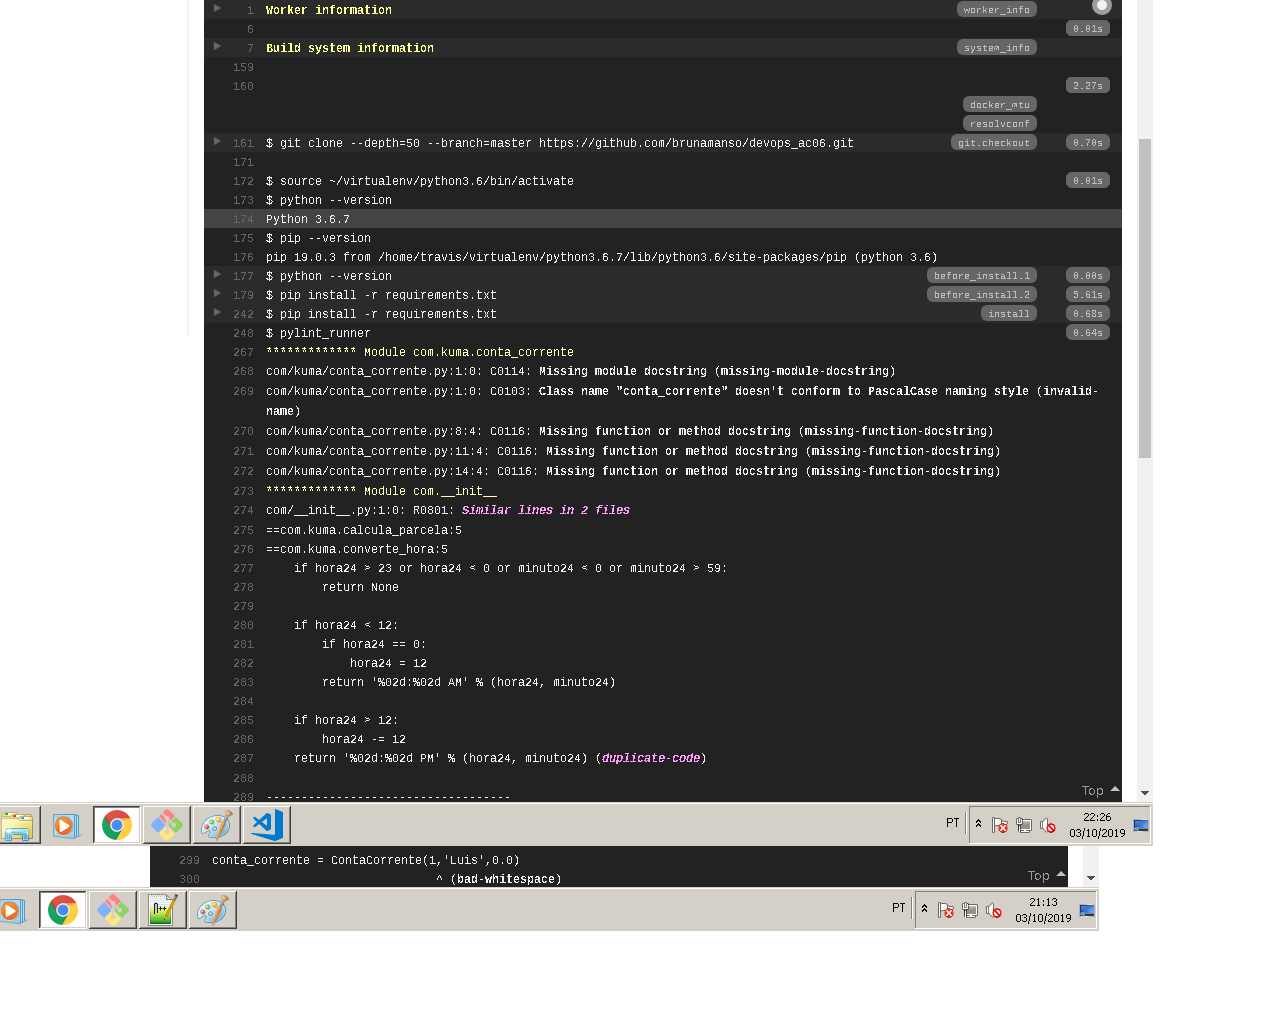 1 Worker information worker_info
6 0.01s
7 Build system information system_info
159
160 2.27s
docker_mtu
resolvconf
161 $ git clone --depth=50 --branch=master https://github.com/brunamanso/devops_ac06.git git.checkout 0.70s
171
172 $ source ~/virtualenv/python3.6/bin/activate 0.01s
173 $ python --version
174 Python 3.6.7
175 $ pip --version
176 pip 19.0.3 from /home/travis/virtualenv/python3.6.7/lib/python3.6/site-packages/pip (python 3.6)
177 $ python --version before_install.1 0.00s
179 $ pip install -r requirements.txt before_install.2 5.61s
242 $ pip install -r requirements.txt install 0.68s
248 $ pylint_runner 0.64s
267 ************* Module com.kuma.conta_corrente
268 com/kuma/conta_corrente.py:1:0: C0114: Missing module docstring (missing-module-docstring)
269 com/kuma/conta_corrente.py:1:0: C0103: Class name "conta_corrente" doesn't conform to PascalCase naming style (invalid-
name)
270 com/kuma/conta_corrente.py:8:4: C0116: Missing function or method docstring (missing-function-docstring)
271 com/kuma/conta_corrente.py:11:4: C0116: Missing function or method docstring (missing-function-docstring)
272 com/kuma/conta_corrente.py:14:4: C0116: Missing function or method docstring (missing-function-docstring)
273 ************* Module com.__init__
274 com/__init__.py:1:0: R0801: Similar lines in 2 files
275 ==com.kuma.calcula_parcela:5
276 ==com.kuma.converte_hora:5
277     if hora24 > 23 or hora24 < 0 or minuto24 < 0 or minuto24 > 59:
278         return None
279
280     if hora24 < 12:
281         if hora24 == 0:
282             hora24 = 12
283         return '%02d:%02d AM' % (hora24, minuto24)
284
285     if hora24 > 12:
286         hora24 -= 12
287     return '%02d:%02d PM' % (hora24, minuto24) (duplicate-code)
288
289 -----------------------------------
Top
PT 22:26
03/10/2019
299 conta_corrente = ContaCorrente(1,'Luis',0.0)
300 ^ (bad-whitespace)
Top
PT 21:13
03/10/2019